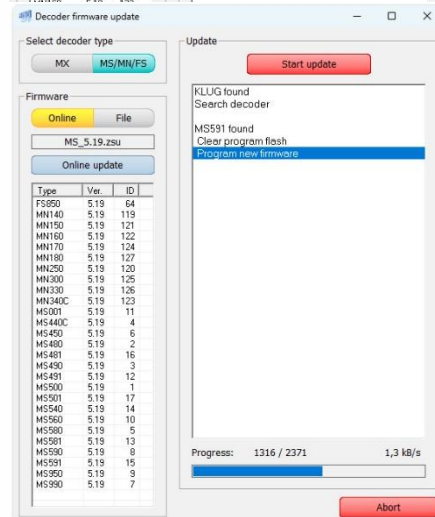 Decoder firmware update
Select decoder type
MX MS/MN/FS
Firmware
Online File
MS_5.19.zsu
Online update
Type Ver. ID
FS850 5.19 64
MN140 5.19 119
MN150 5.19 121
MN160 5.19 122
MN170 5.19 124
MN180 5.19 127
MN250 5.19 120
MN300 5.19 125
MN330 5.19 126
MN340C 5.19 123
MS001 5.19 11
MS440C 5.19 4
MS450 5.19 6
MS480 5.19 2
MS481 5.19 16
MS490 5.19 3
MS491 5.19 12
MS500 5.19 1
MS501 5.19 17
MS540 5.19 14
MS560 5.19 10
MS580 5.19 5
MS581 5.19 13
MS590 5.19 8
MS591 5.19 15
MS950 5.19 9
MS990 5.19 7
Update
Start update
KLUG found
Search decoder
MS591 found
Clear program flash
Program new firmware
Progress: 1316 / 2371 1,3 kB/s
Abort